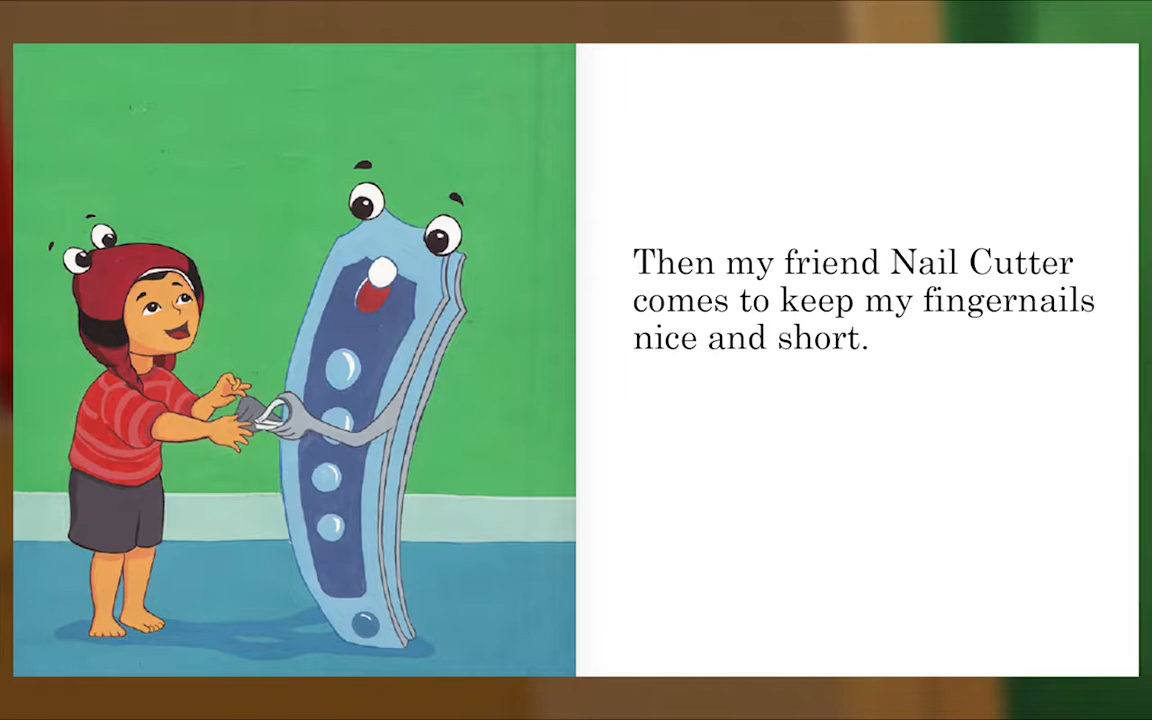 Then my friend Nail Cutter
comes to keep my fingernails
nice and short.